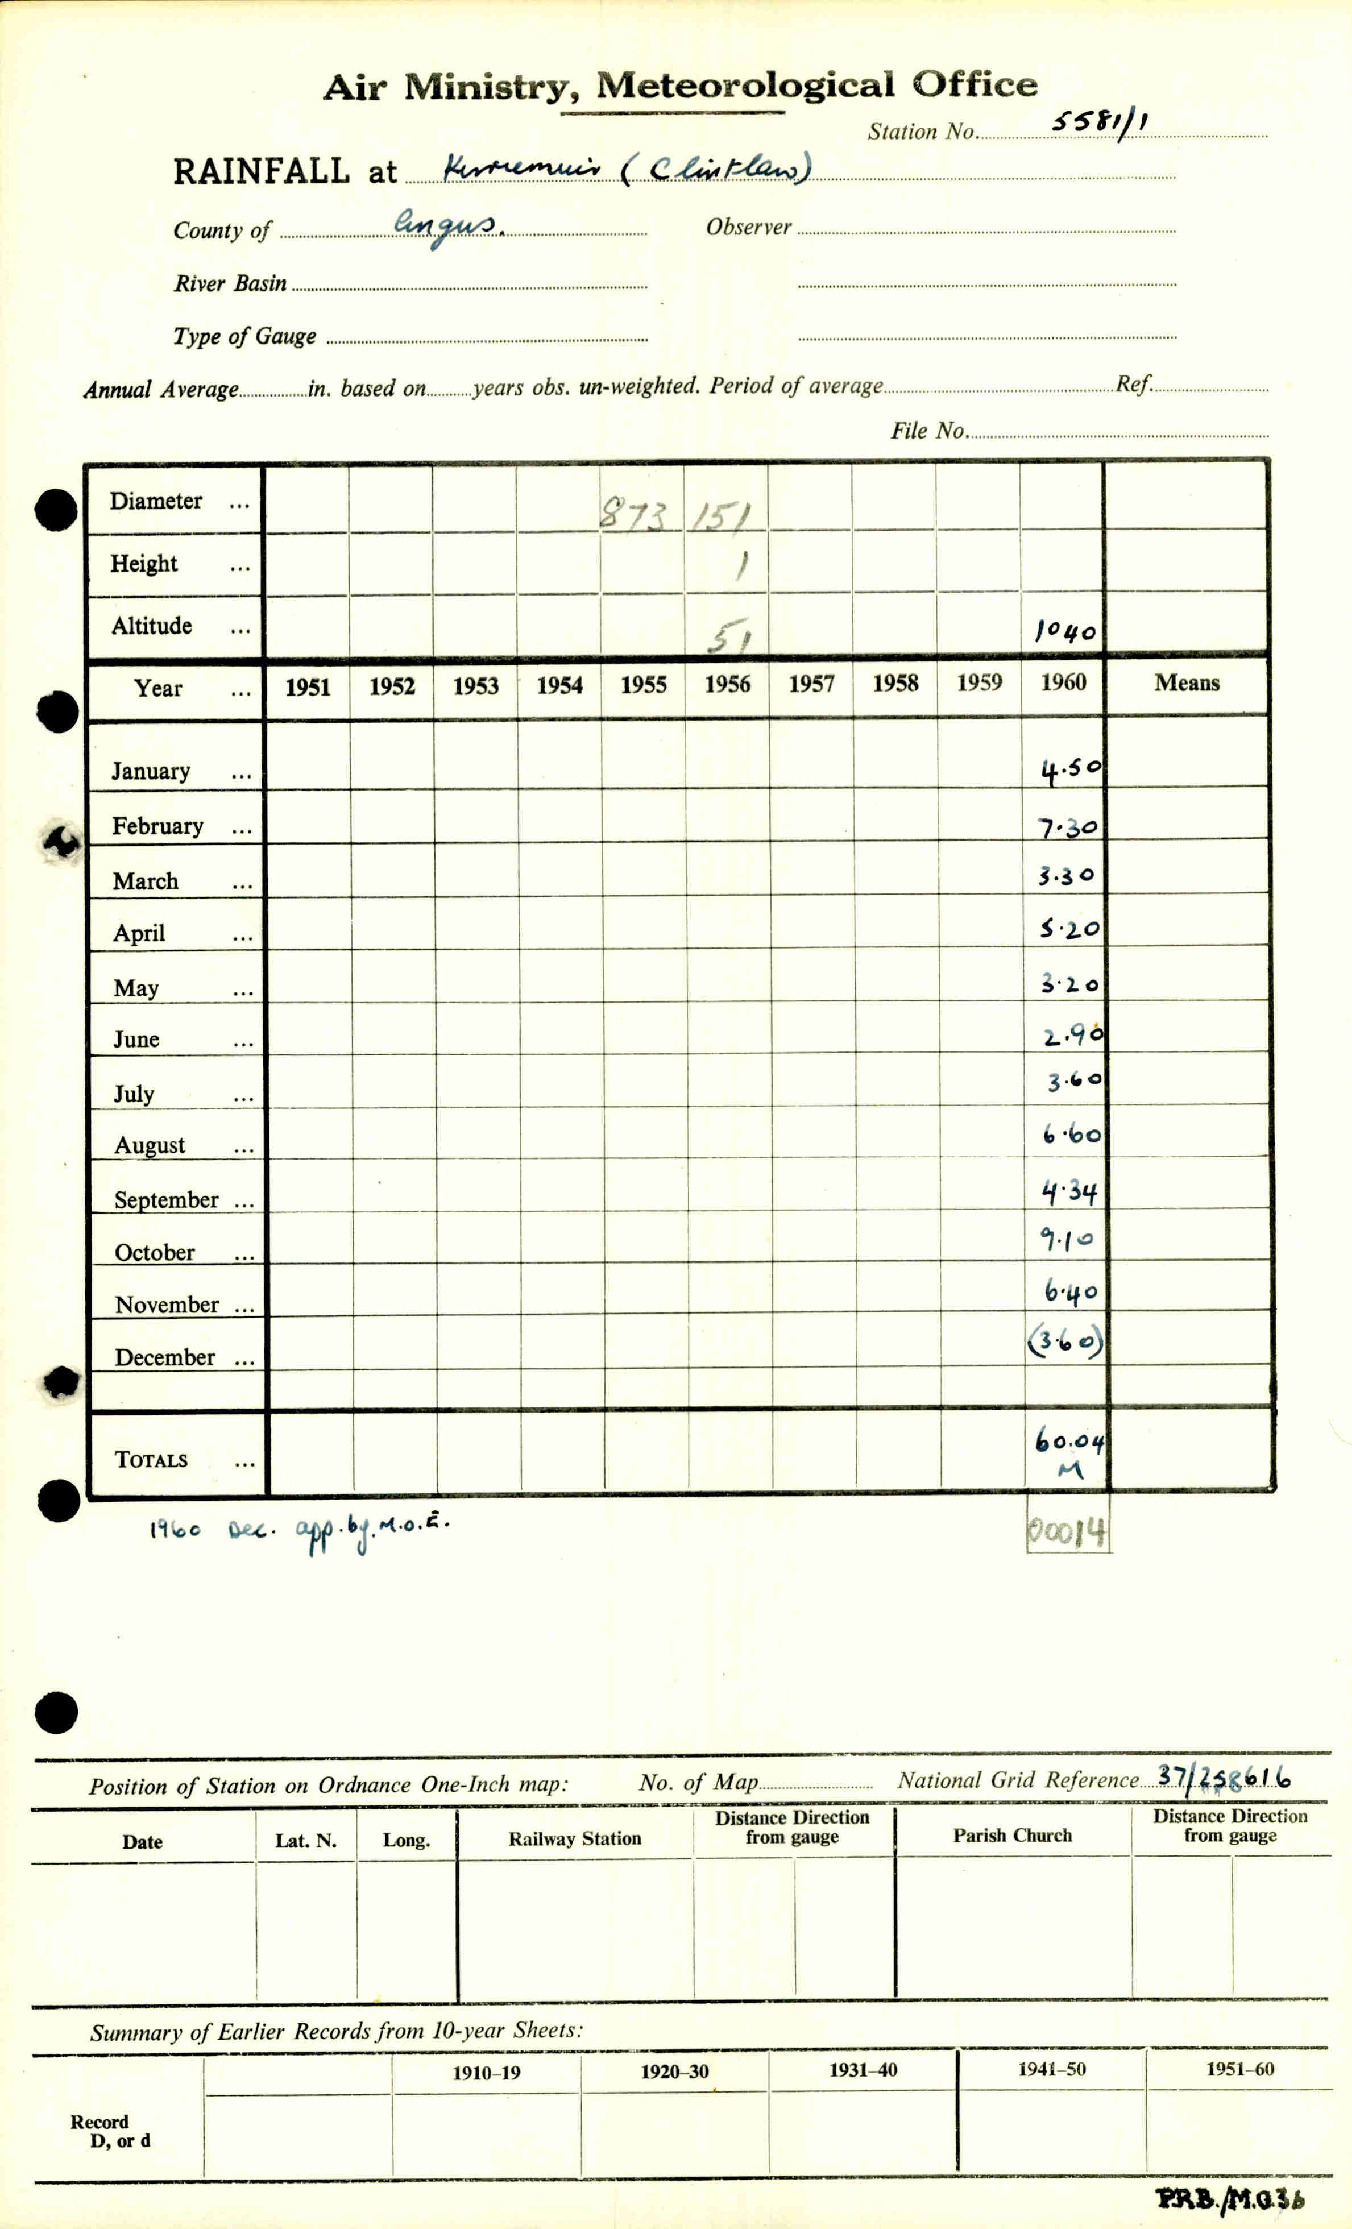 Air Ministry, Meteorological Office
Station No. 5581/1
RAINFALL at Kirriemuir (Clintlaw)
County of Angus. Observer
River Basin
Type of Gauge
Annual Average in. based on years obs. un-weighted. Period of average Ref.
File No.
Diameter ... 873 151
Height ... 1
Altitude ... 51 1040
Year ... 1951 1952 1953 1954 1955 1956 1957 1958 1959 1960 Means
January ... 4.50
February ... 7.30
March ... 3.30
April ... 5.20
May ... 3.20
June ... 2.90
July ... 3.60
August ... 6.60
September ... 4.34
October ... 9.10
November ... 6.40
December ... (3.60)
TOTALS ... 60.04
M
1960 Dec. app. by. M.O.E. 00014
Position of Station on Ordnance One-Inch map: No. of Map National Grid Reference 37/258616
Date Lat. N. Long. Railway Station Distance Direction from gauge Parish Church Distance Direction from gauge
Summary of Earlier Records from 10-year Sheets:
1910-19 1920-30 1931-40 1941-50 1951-60
Record
D, or d
PRB./M.O.36